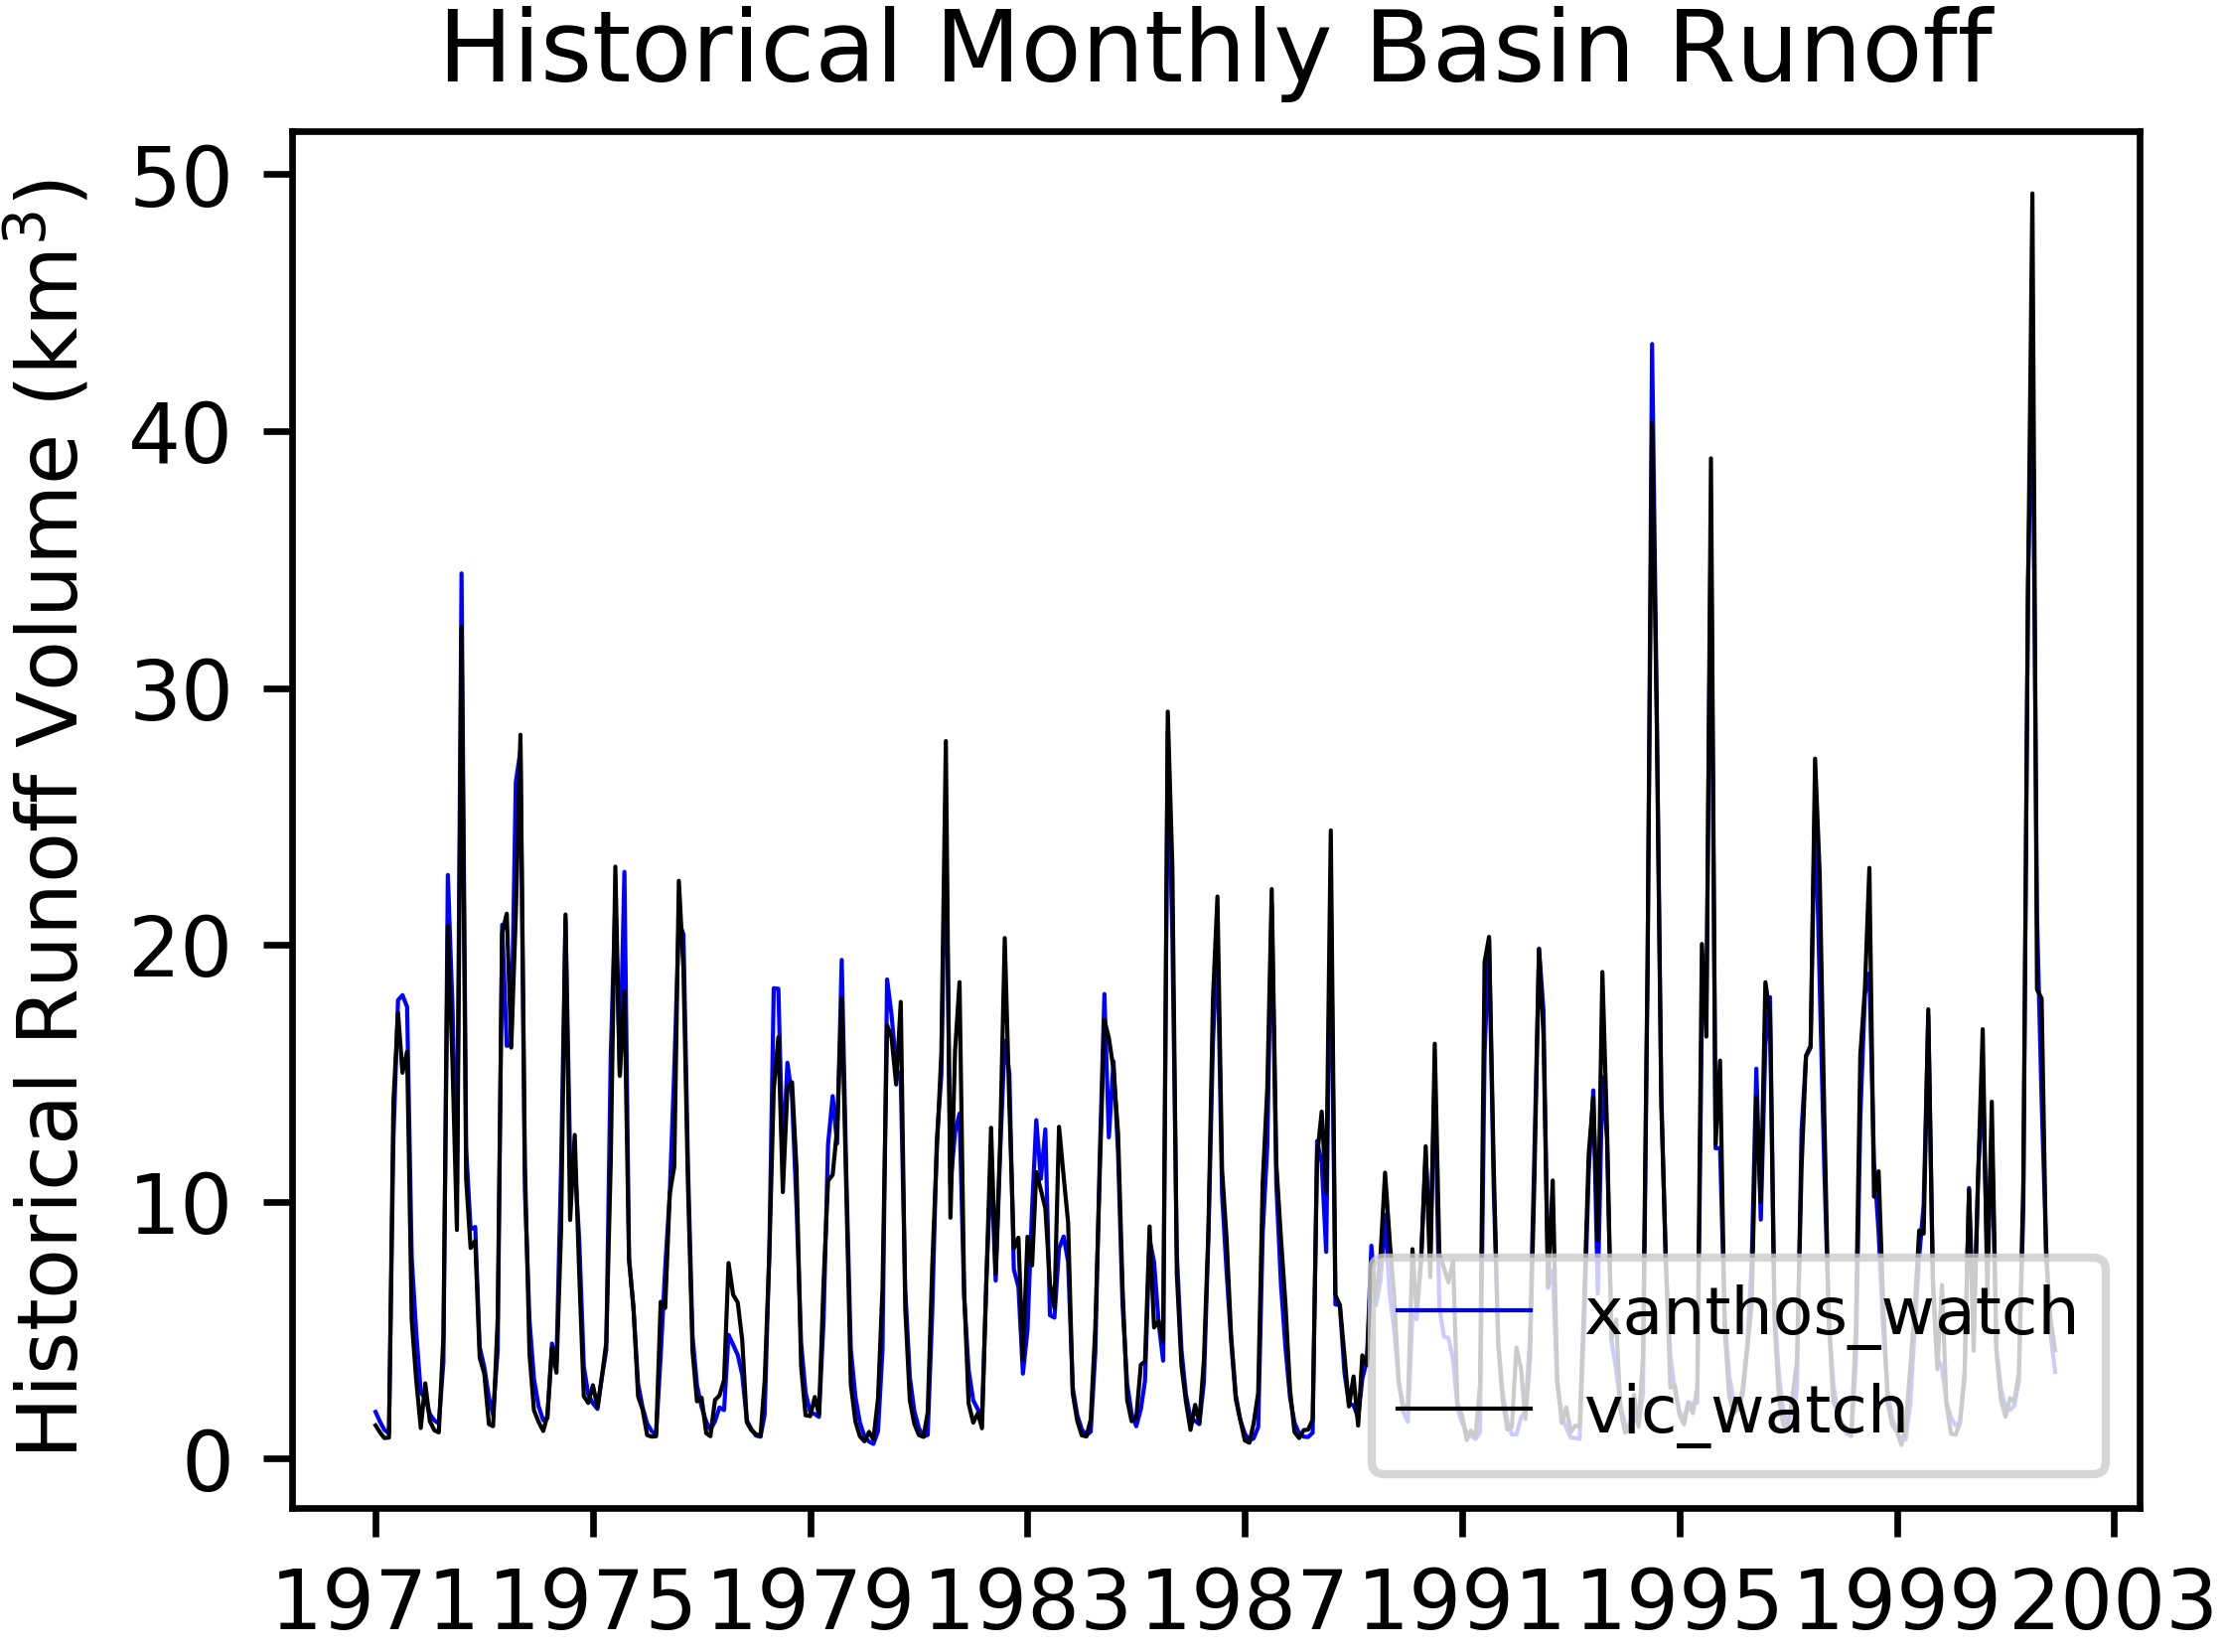 Historical Monthly Basin Runoff
Historical Runoff Volume (km³)
50
40
30
20
10
0
xanthos_watch
vic_watch
1971 1975 1979 1983 1987 1991 1995 1999 2003